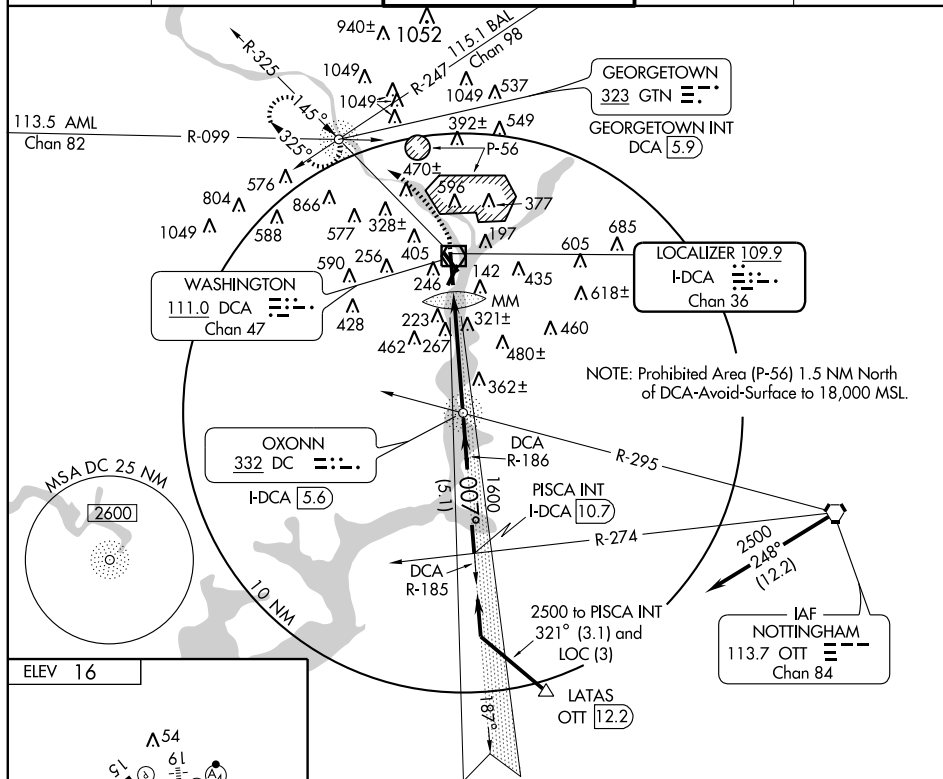 940± 1052
R-325
115.1 BAL
Chan 98
R-247
1049
1049
1049 537
GEORGETOWN
323 GTN
GEORGETOWN INT
DCA 5.9
113.5 AML
Chan 82
R-099
145°
325°
392± 549
P-56
470±
576
596
377
804
866
1049
588
577
328±
197
685
405
605
590
256
246
142
435
LOCALIZER 109.9
I-DCA
Chan 36
WASHINGTON
111.0 DCA
Chan 47
MM
618±
428
223
321±
460
462
267
480±
362±
NOTE: Prohibited Area (P-56) 1.5 NM North
of DCA-Avoid-Surface to 18,000 MSL.
OXONN
332 DC
I-DCA 5.6
DCA
R-186
R-295
MSA DC 25 NM
2600
007°
(5.1)
1600
PISCA INT
I-DCA 10.7
R-274
2500
248°
(12.2)
DCA
R-185
10 NM
2500 to PISCA INT
321° (3.1) and
LOC (3)
IAF
NOTTINGHAM
113.7 OTT
Chan 84
LATAS
OTT 12.2
187°
ELEV 16
54
15
19
P
A4